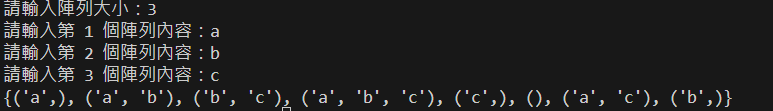 請輸入陣列大小：3
請輸入第 1 個陣列內容：a
請輸入第 2 個陣列內容：b
請輸入第 3 個陣列內容：c
{('a',), ('a', 'b'), ('b', 'c'), ('a', 'b', 'c'), ('c',), (), ('a', 'c'), ('b',)}